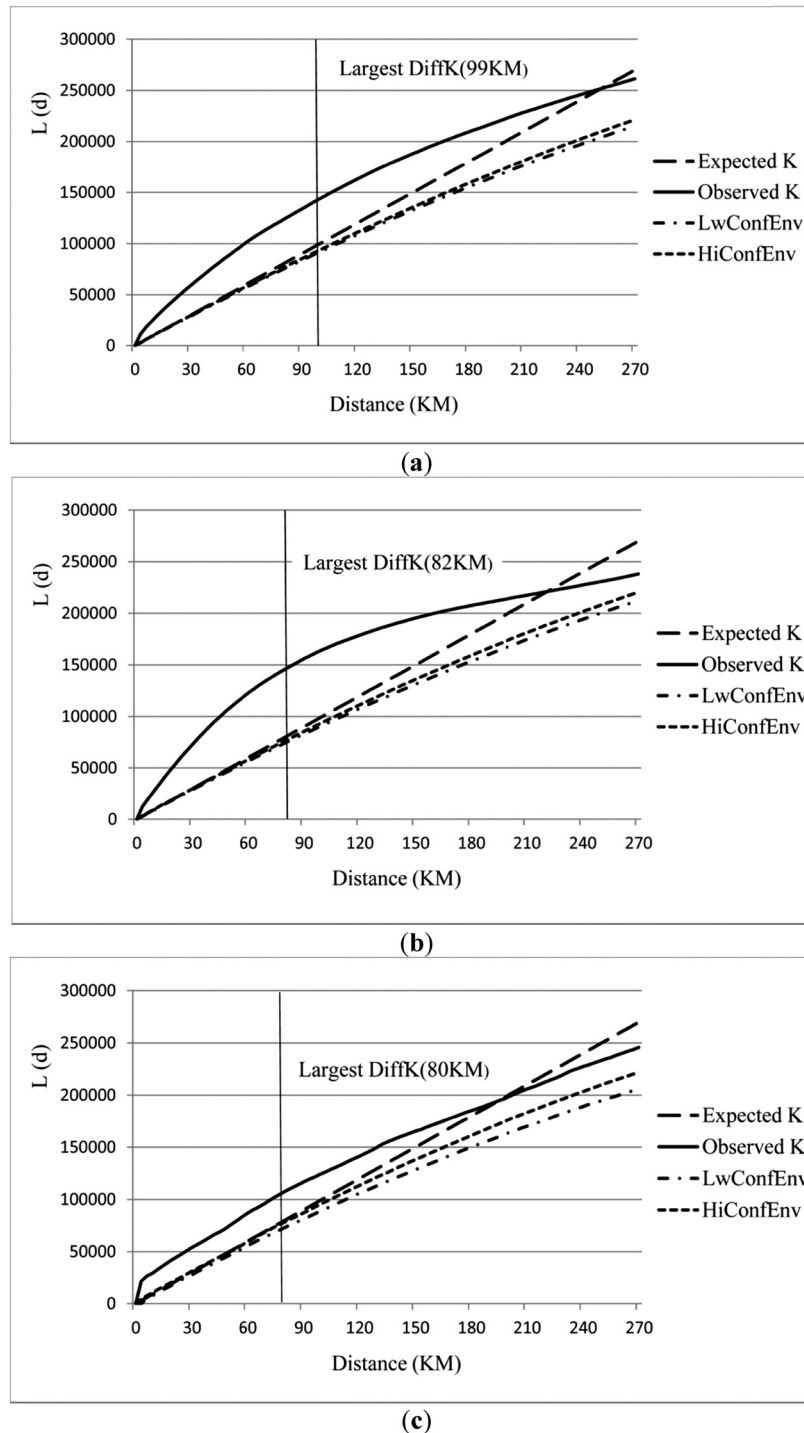 300000
250000
200000
150000
100000
50000
0
L (d)
Largest DiffK(99KM)
0 30 60 90 120 150 180 210 240 270
Distance (KM)
Expected K
Observed K
LwConfEnv
HiConfEnv
(a)
300000
250000
200000
150000
100000
50000
0
L (d)
Largest DiffK(82KM)
0 30 60 90 120 150 180 210 240 270
Distance (KM)
Expected K
Observed K
LwConfEnv
HiConfEnv
(b)
300000
250000
200000
150000
100000
50000
0
L (d)
Largest DiffK(80KM)
0 30 60 90 120 150 180 210 240 270
Distance (KM)
Expected K
Observed K
LwConfEnv
HiConfEnv
(c)